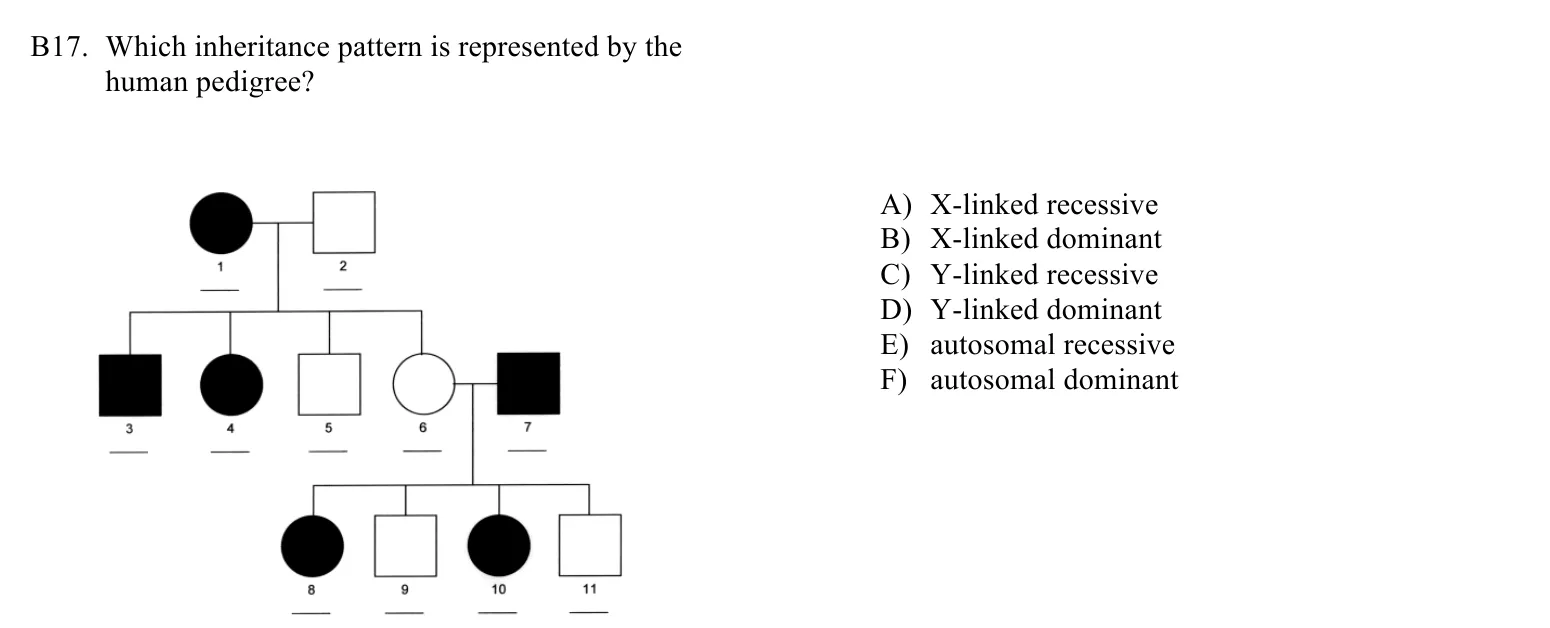 B17. Which inheritance pattern is represented by the
human pedigree?
A) X-linked recessive
B) X-linked dominant
C) Y-linked recessive
D) Y-linked dominant
E) autosomal recessive
F) autosomal dominant
1 2
3 4 5 6 7
8 9 10 11